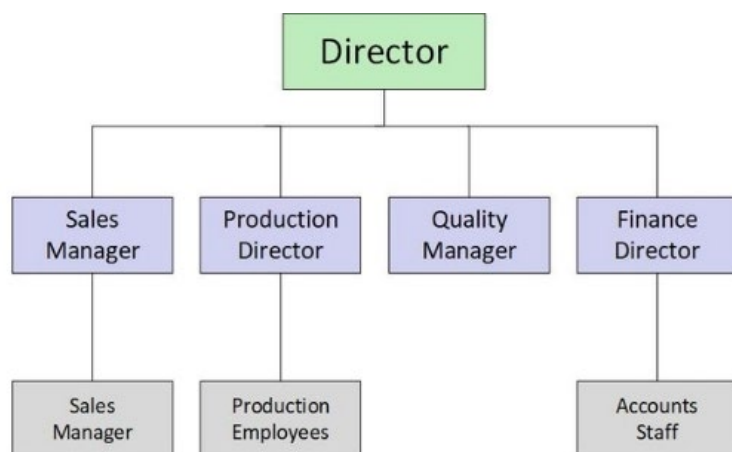 Director
Sales
Manager
Production
Director
Quality
Manager
Finance
Director
Sales
Manager
Production
Employees
Accounts
Staff